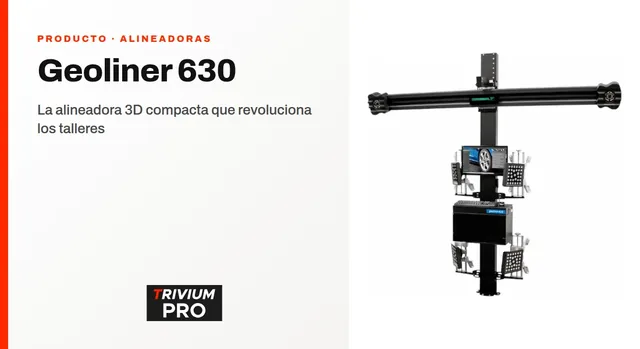 PRODUCTO · ALINEADORAS
Geoliner 630
La alineadora 3D compacta que revoluciona
los talleres
TRIVIUM
PRO